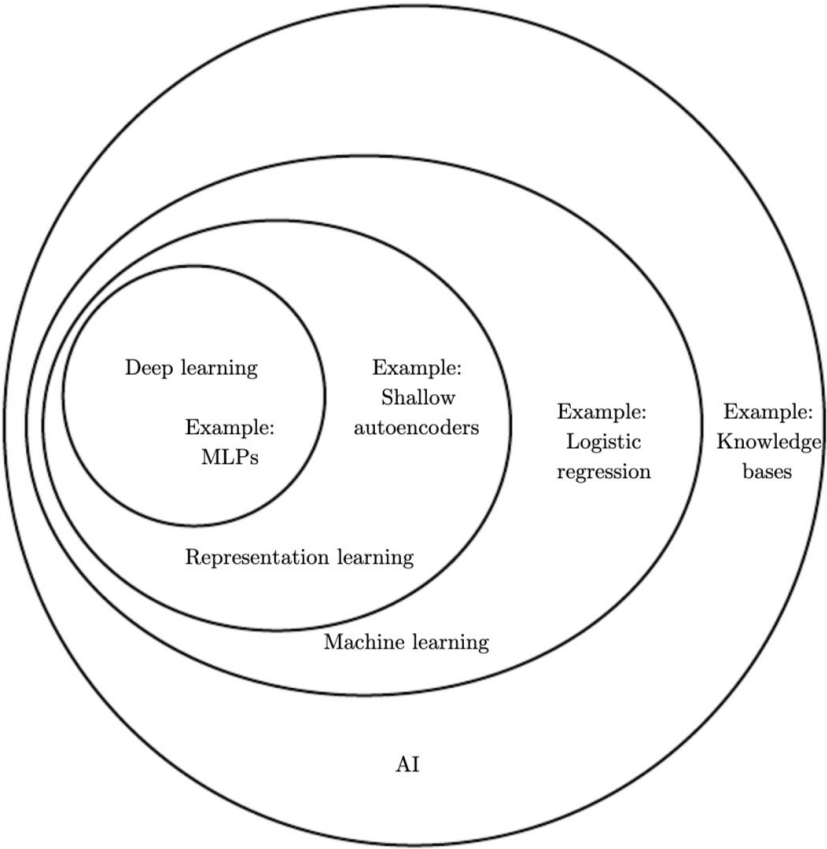 Deep learning
Example:
MLPs
Example:
Shallow
autoencoders
Example:
Logistic
regression
Example:
Knowledge
bases
Representation learning
Machine learning
AI